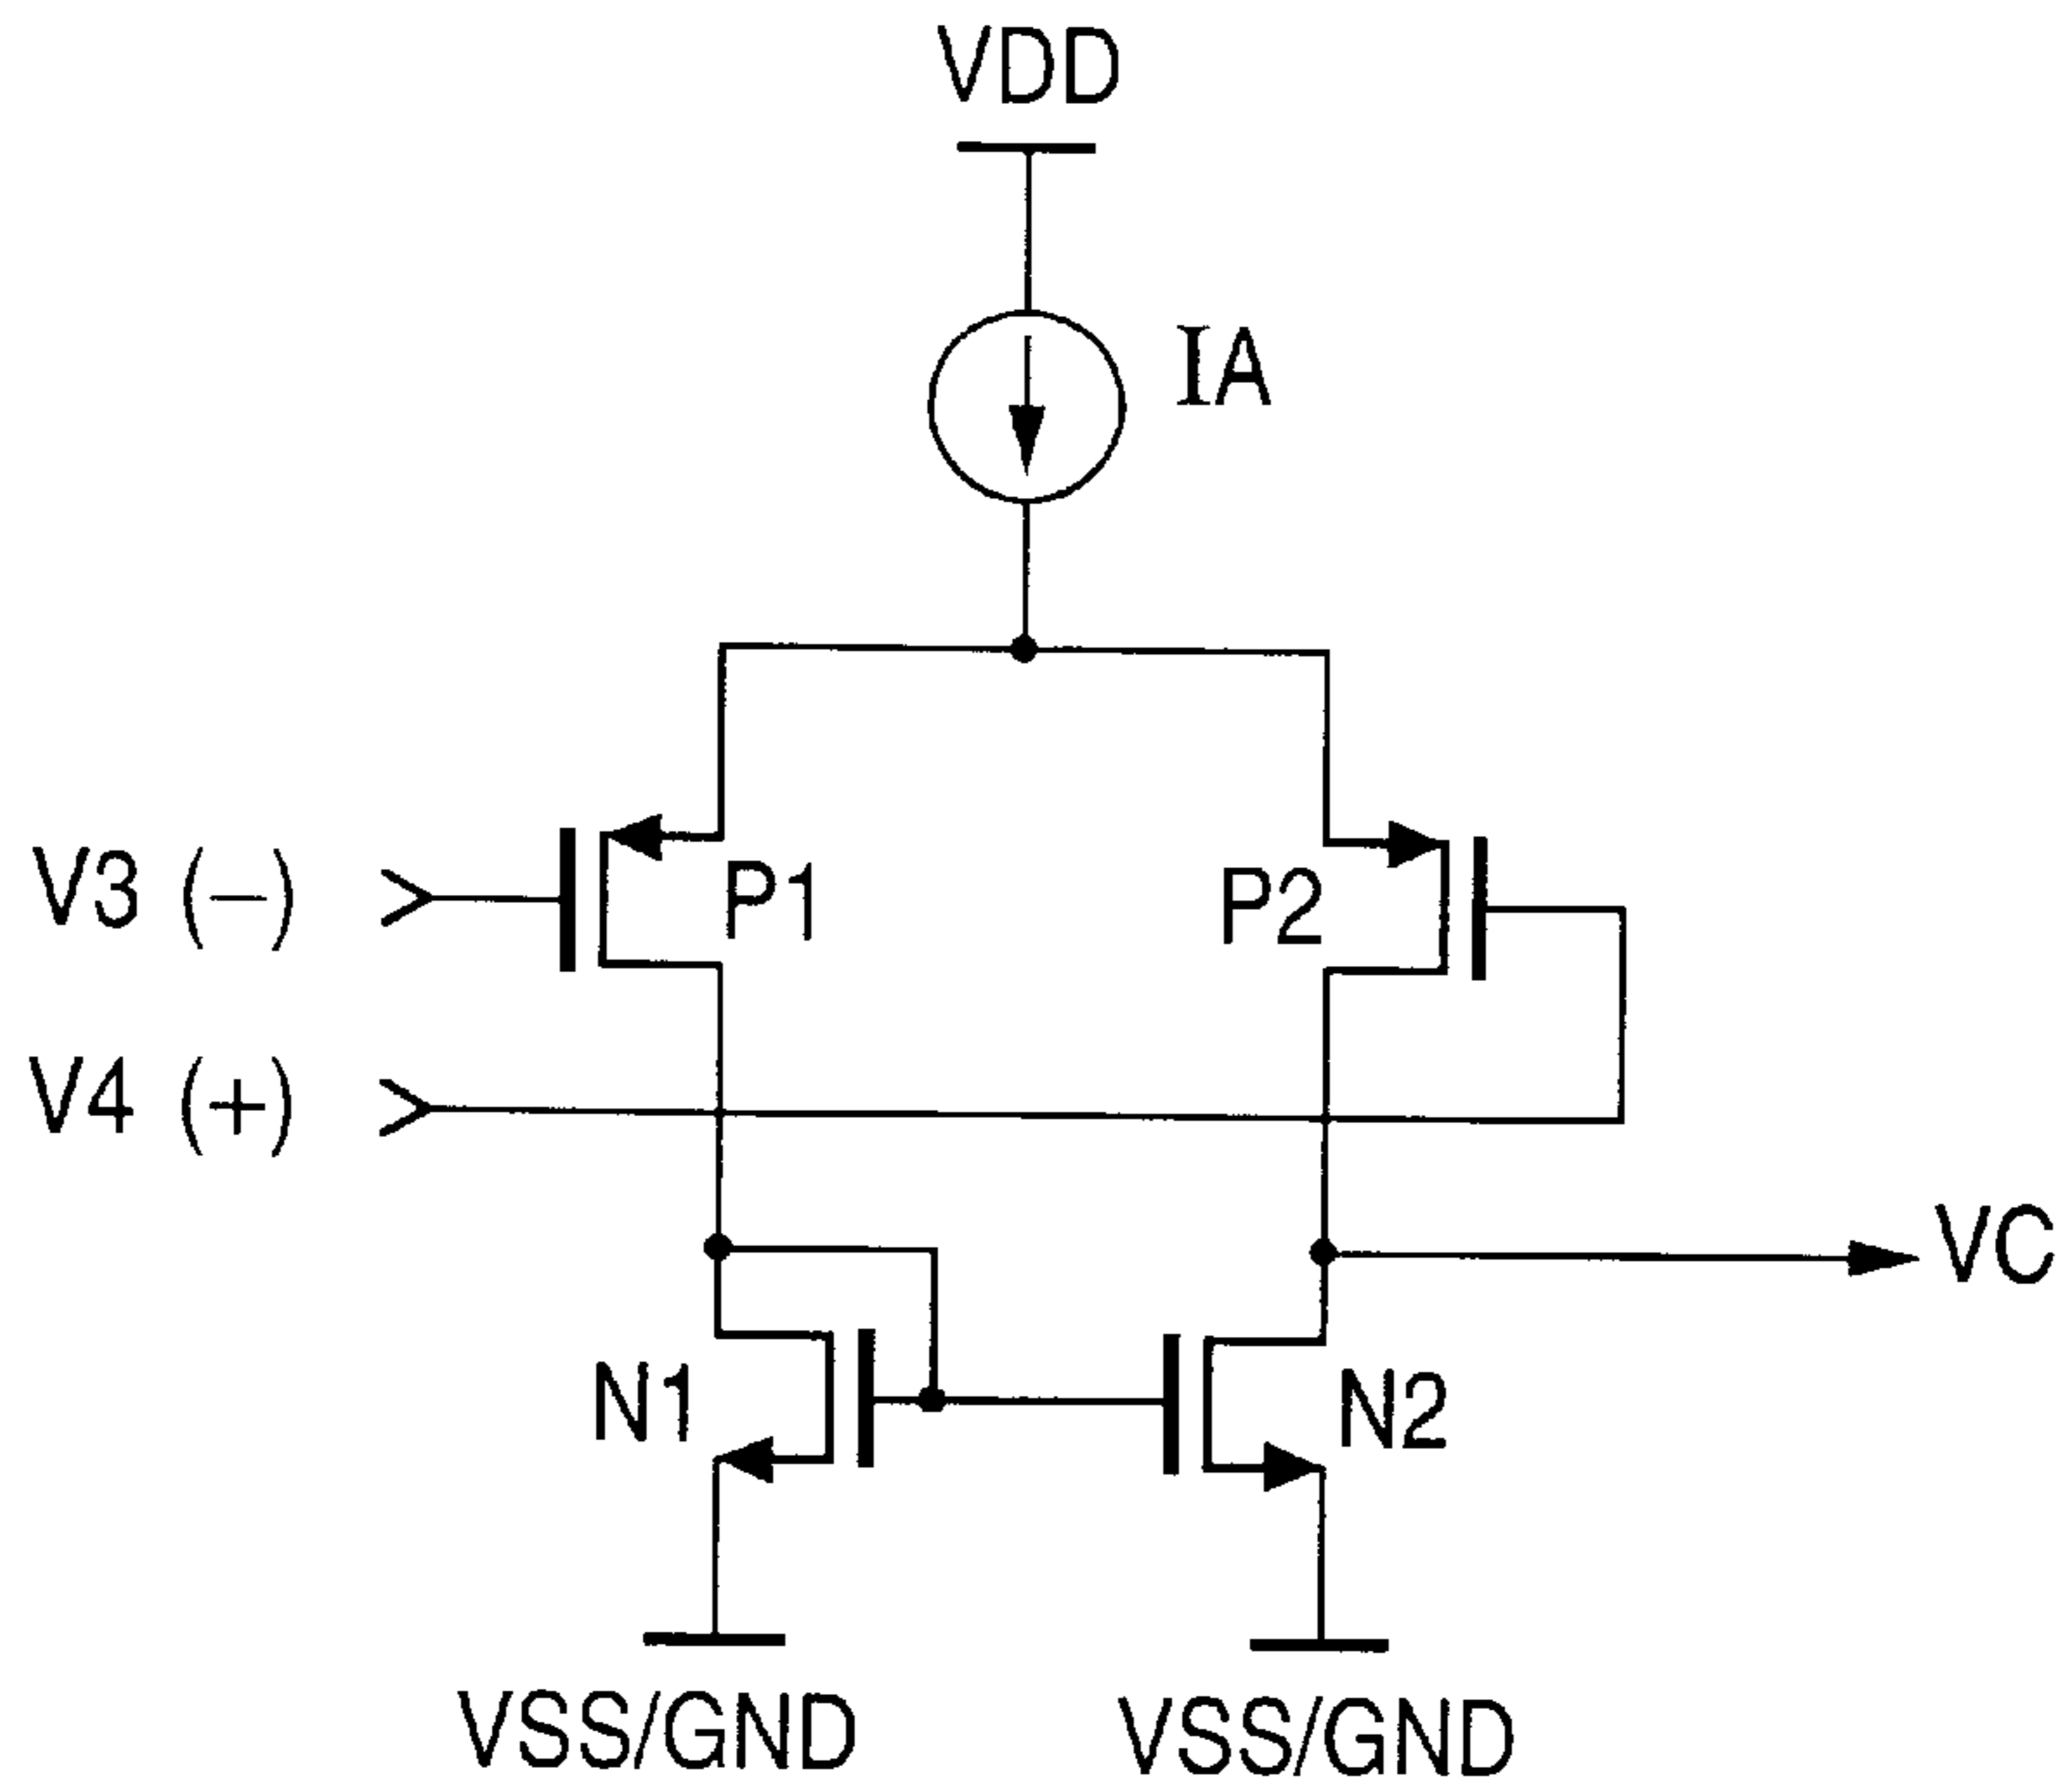 VDD
IA
V3 (−)
P1
P2
V4 (+)
VC
N1
N2
VSS/GND
VSS/GND